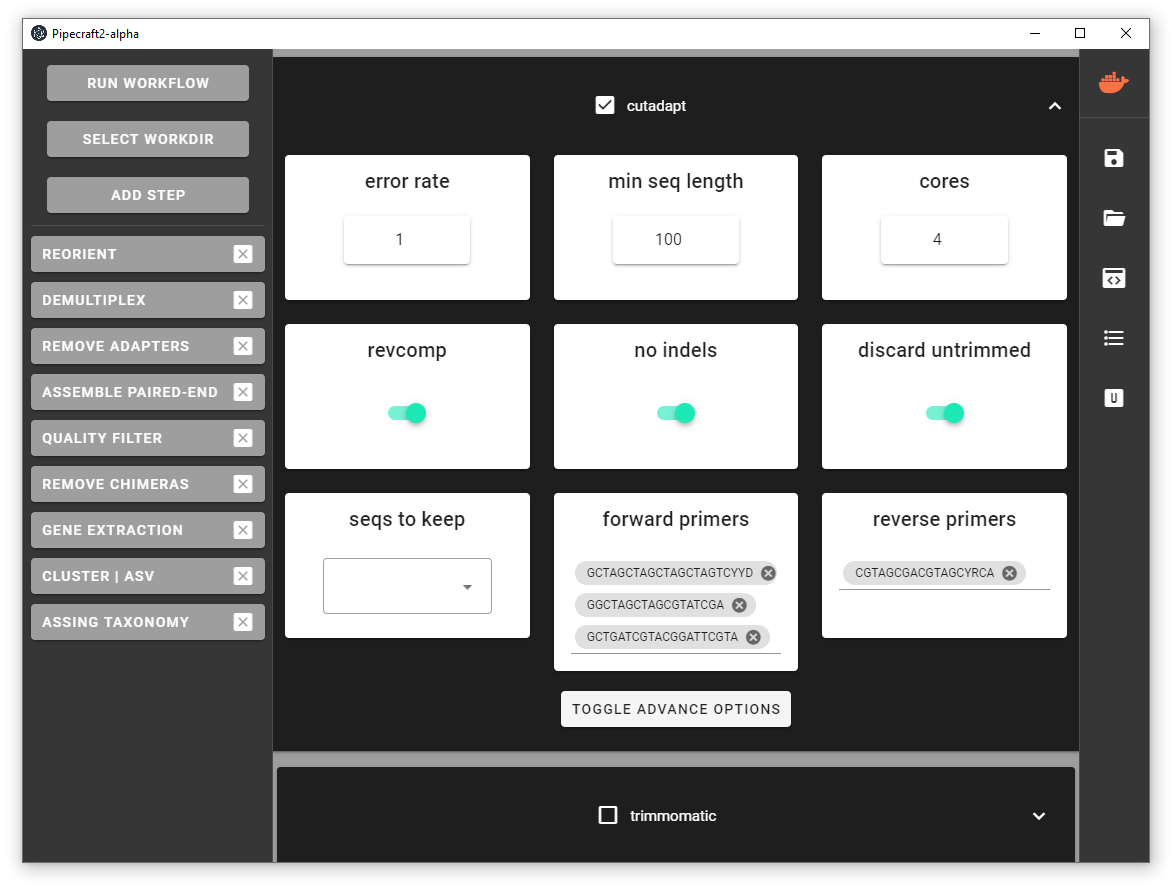 Pipecraft2-alpha
RUN WORKFLOW
SELECT WORKDIR
ADD STEP
REORIENT
DEMULTIPLEX
REMOVE ADAPTERS
ASSEMBLE PAIRED-END
QUALITY FILTER
REMOVE CHIMERAS
GENE EXTRACTION
CLUSTER | ASV
ASSING TAXONOMY
cutadapt
error rate
1
min seq length
100
cores
4
revcomp
no indels
discard untrimmed
seqs to keep
forward primers
GCTAGCTAGCTAGCTAGTCYYD
GGCTAGCTAGCGTATCGA
GCTGATCGTACGGATTCGTA
reverse primers
CGTAGCGACGTAGCYRCA
TOGGLE ADVANCE OPTIONS
trimmomatic
U